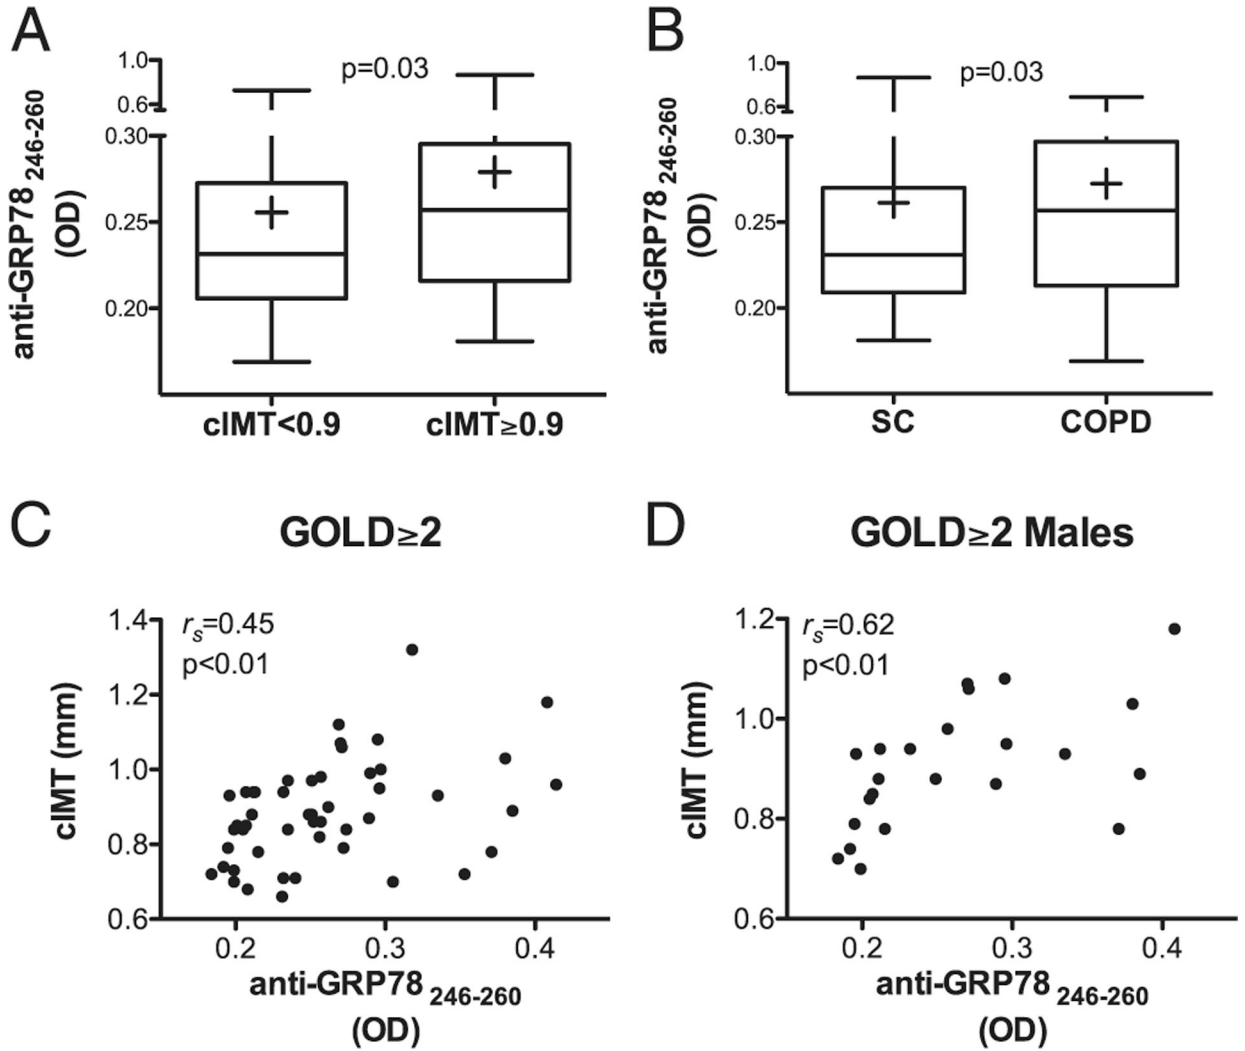 A
anti-GRP78 246-260
(OD)
1.0
0.6
0.30
0.25
0.20
p=0.03
cIMT<0.9
cIMT≥0.9
B
anti-GRP78 246-260
(OD)
1.0
0.6
0.30
0.25
0.20
p=0.03
SC
COPD
C
GOLD≥2
cIMT (mm)
1.4
1.2
1.0
0.8
0.6
rs=0.45
p<0.01
0.2
0.3
0.4
anti-GRP78 246-260
(OD)
D
GOLD≥2 Males
cIMT (mm)
1.2
1.0
0.8
0.6
rs=0.62
p<0.01
0.2
0.3
0.4
anti-GRP78 246-260
(OD)